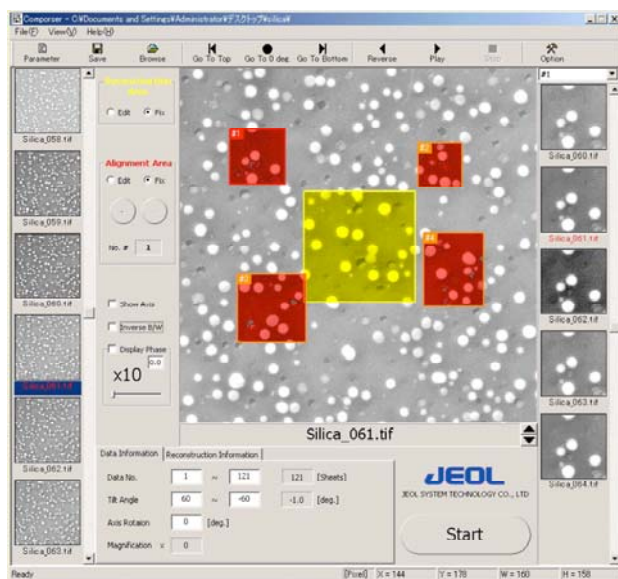 Composer - C:¥Documents and Settings¥Administrator¥デスクトップ¥silica¥
File(F) View(V) Help(H)
Parameter Save Browse Go To Top Go To 0 deg. Go To Bottom Reverse Play Stop Option
Silica_058.tif
Silica_059.tif
Silica_060.tif
Silica_061.tif
Silica_062.tif
Silica_063.tif
Reconstruction Area
Edit Fix
Alignment Area
Edit Fix
No. # 1
Show Axis
Inverse B/W
Display Phase
0.0
x10
#1
#2
#3
#4
Silica_061.tif
#1
Silica_060.tif
Silica_061.tif
Silica_062.tif
Silica_063.tif
Silica_064.tif
Data Information Reconstruction Information
Data No. 1 ~ 121 121 [Sheets]
Tilt Angle 60 ~ -60 -1.0 [deg.]
Axis Rotaion 0 [deg.]
Magnification x 0
JEOL
JEOL SYSTEM TECHNOLOGY CO., LTD
Start
Ready [Pixel] X = 144 Y = 178 W = 160 H = 158